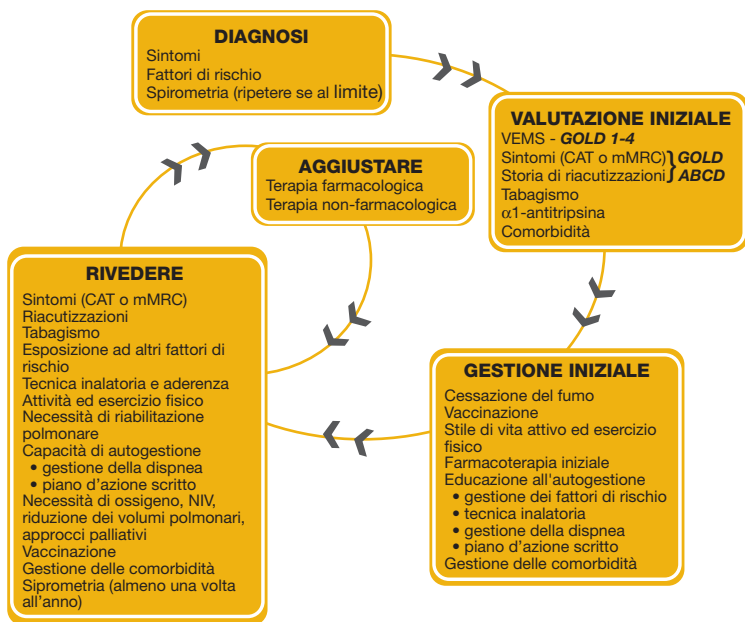 DIAGNOSI
Sintomi
Fattori di rischio
Spirometria (ripetere se al limite)
VALUTAZIONE INIZIALE
VEMS - GOLD 1-4
Sintomi (CAT o mMRC)
Storia di riacutizzazioni
} GOLD
ABCD
Tabagismo
α1-antitripsina
Comorbidità
AGGIUSTARE
Terapia farmacologica
Terapia non-farmacologica
RIVEDERE
Sintomi (CAT o mMRC)
Riacutizzazioni
Tabagismo
Esposizione ad altri fattori di
rischio
Tecnica inalatoria e aderenza
Attività ed esercizio fisico
Necessità di riabilitazione
polmonare
Capacità di autogestione
• gestione della dispnea
• piano d'azione scritto
Necessità di ossigeno, NIV,
riduzione dei volumi polmonari,
approcci palliativi
Vaccinazione
Gestione delle comorbidità
Siprometria (almeno una volta
all'anno)
GESTIONE INIZIALE
Cessazione del fumo
Vaccinazione
Stile di vita attivo ed esercizio
fisico
Farmacoterapia iniziale
Educazione all'autogestione
• gestione dei fattori di rischio
• tecnica inalatoria
• gestione della dispnea
• piano d'azione scritto
Gestione delle comorbidità